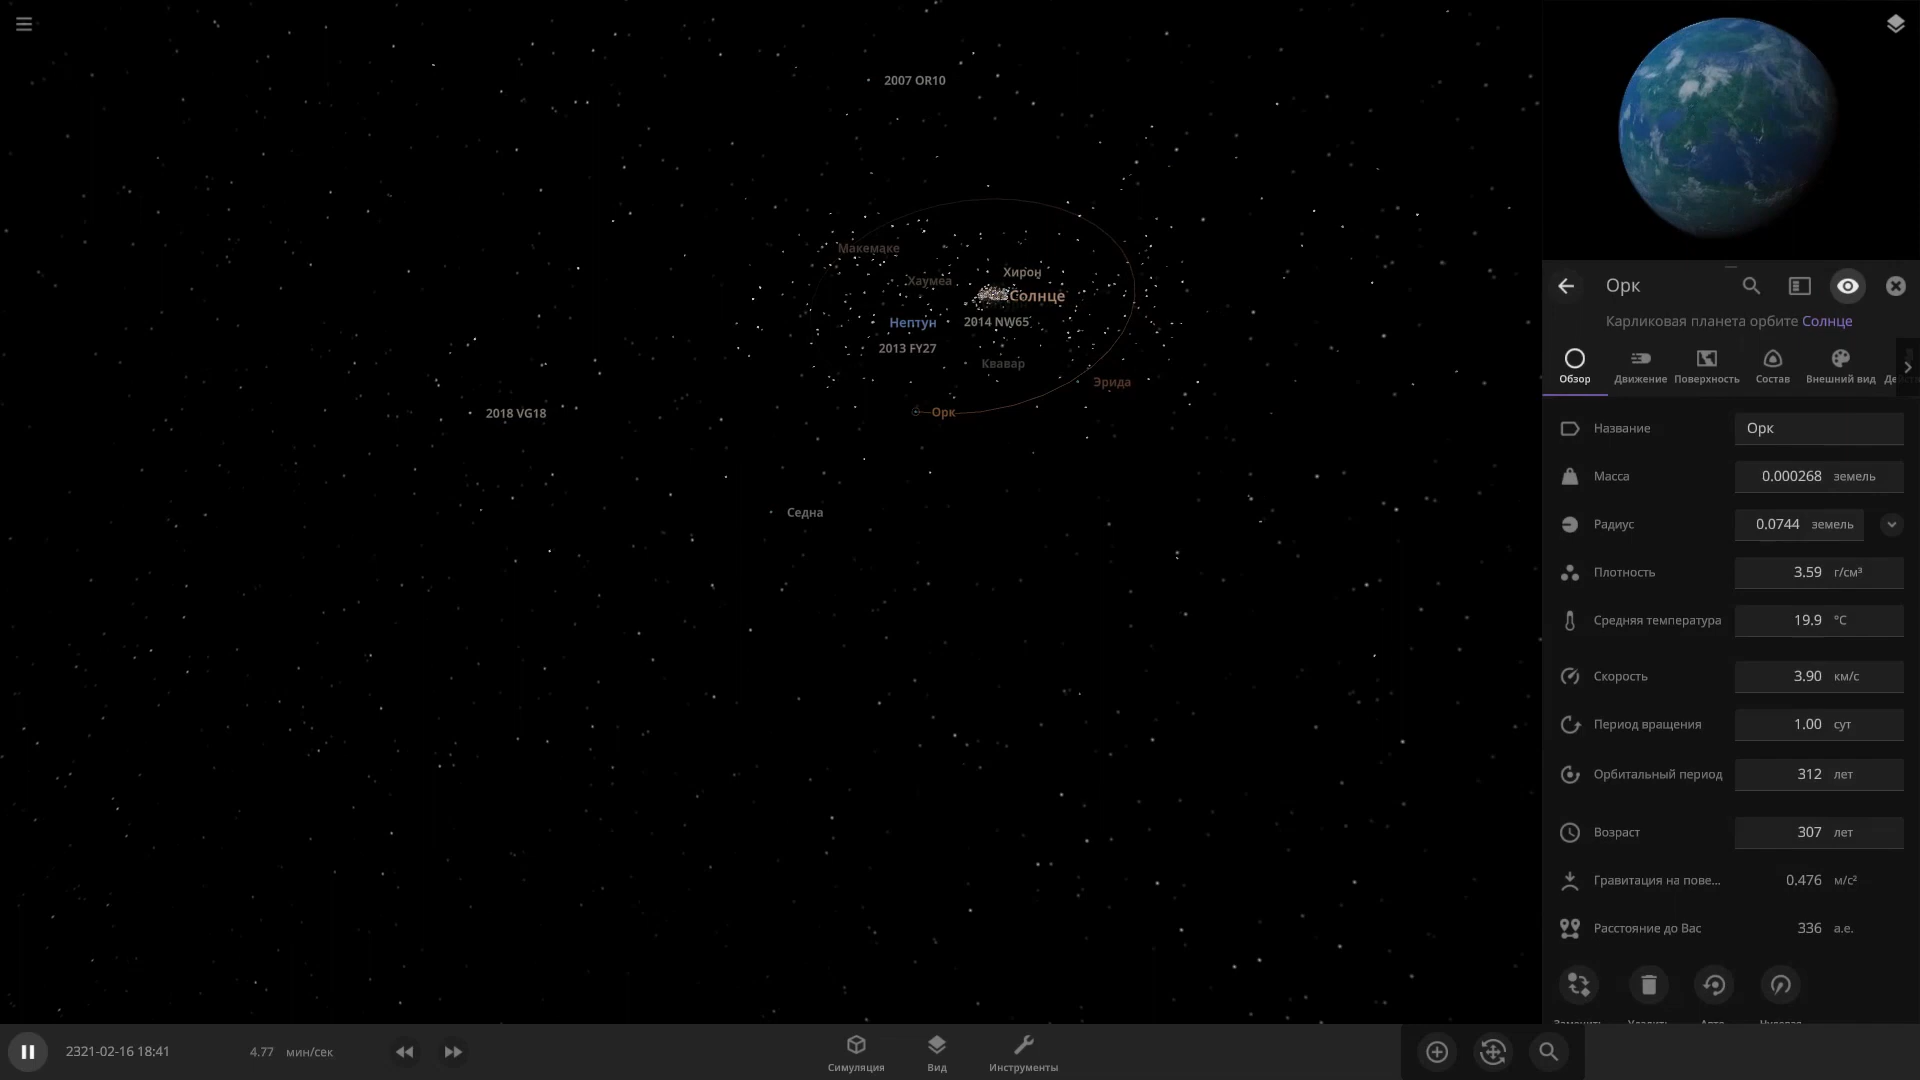 2007 OR10
Макемаке
Хаумеа
Хирон
Солнце
Нептун
2014 NW65
2013 FY27
Квавар
Эрида
Орк
2018 VG18
Седна
Орк
Карликовая планета орбите Солнце
Обзор
Движение
Поверхность
Состав
Внешний вид
Название Орк
Масса 0.000268 земель
Радиус 0.0744 земель
Плотность 3.59 г/см³
Средняя температура 19.9 °C
Скорость 3.90 км/с
Период вращения 1.00 сут
Орбитальный период 312 лет
Возраст 307 лет
Гравитация на пове... 0.476 м/с²
Расстояние до Вас 336 а.е.
2321-02-16 18:41 4.77 мин/сек
Симуляция
Вид
Инструменты